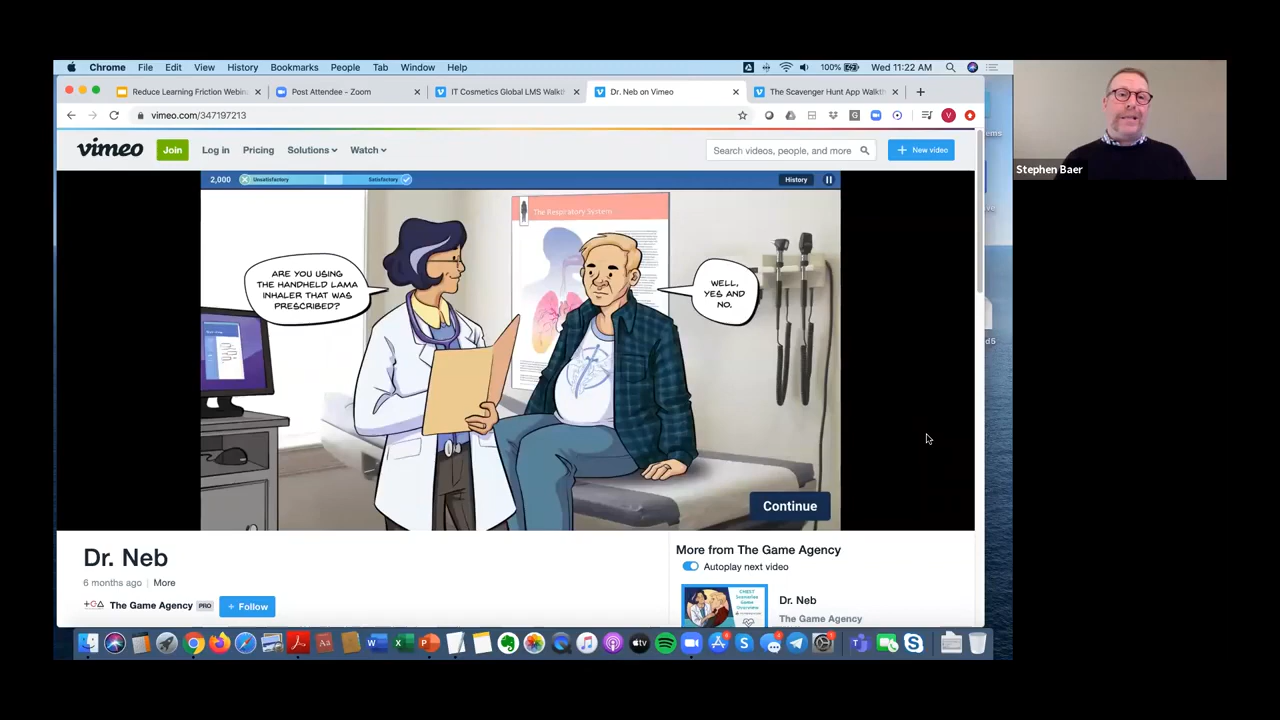 Chrome File Edit View History Bookmarks People Tab Window Help
100%
Wed 11:22 AM
Reduce Learning Friction Webin
Post Attendee - Zoom
IT Cosmetics Global LMS Walkt
Dr. Neb on Vimeo
The Scavenger Hunt App Walkt
vimeo.com/347197213
V
vimeo
Join
Log in
Pricing
Solutions
Watch
Search videos, people, and more
+ New video
2,000
Unsatisfactory
Satisfactory
History
The Respiratory System
ARE YOU USING
THE HANDHELD LAMA
INHALER THAT WAS
PRESCRIBED?
WELL,
YES AND
NO.
Continue
Dr. Neb
6 months ago
More
+GA The Game Agency PRO
+ Follow
More from The Game Agency
Autoplay next video
Dr. Neb
The Game Agency
Stephen Baer